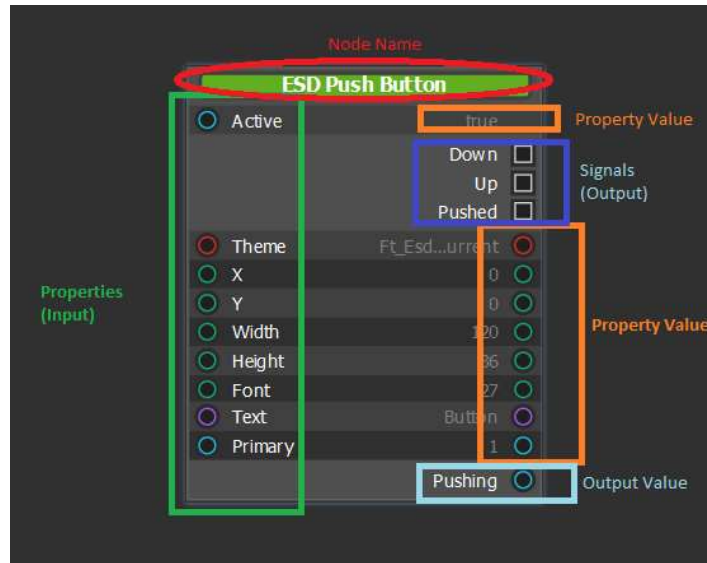 Node Name
ESD Push Button
Active true Property Value
Down
Signals
Up
(Output)
Pushed
Theme Ft_Esd...urrent
X 0
Properties
Y 0
(Input)
Width 120 Property Value
Height 36
Font 27
Text Button
Primary 1
Pushing Output Value